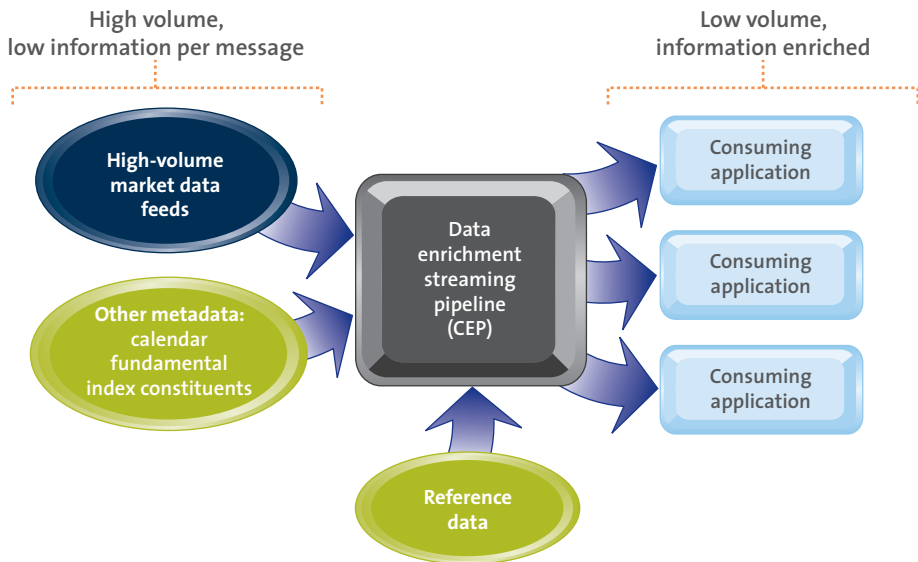 High volume,
low information per message
Low volume,
information enriched
High-volume
market data
feeds
Other metadata:
calendar
fundamental
index constituents
Data
enrichment
streaming
pipeline
(CEP)
Reference
data
Consuming
application
Consuming
application
Consuming
application